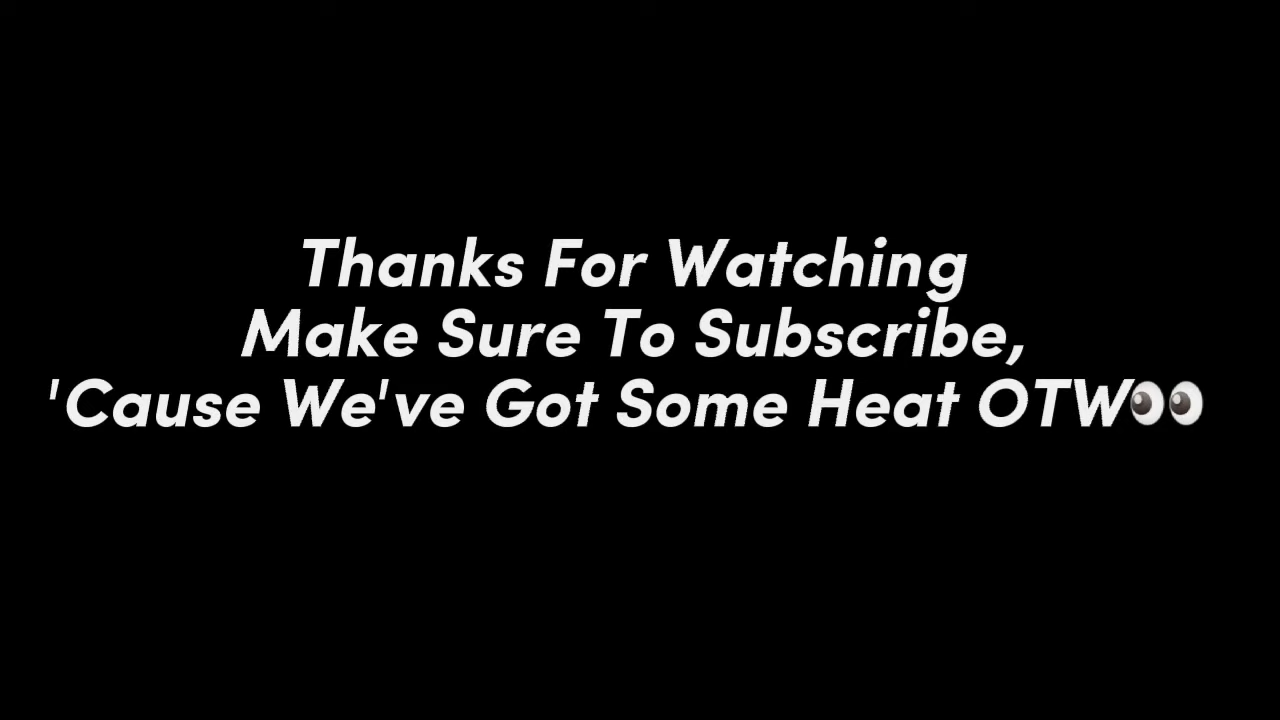 Thanks For Watching
Make Sure To Subscribe,
'Cause We've Got Some Heat OTW👀